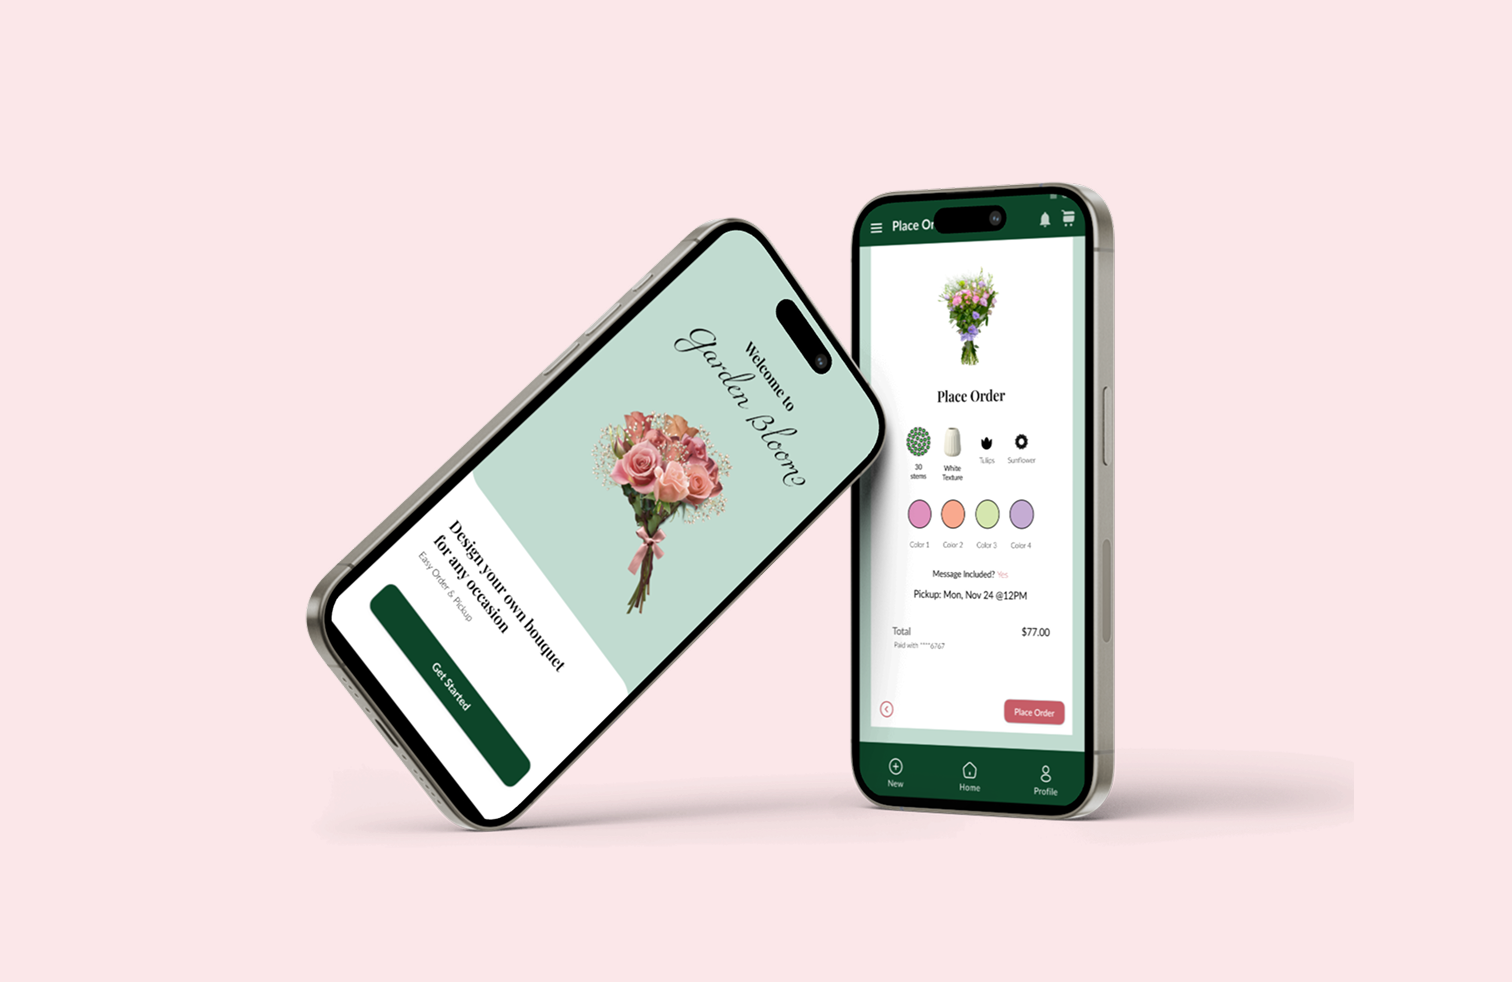 Welcome to
Garden Bloom
Design your own bouquet
for any occasion
Easy Order & Pickup
Get Started
Place Or
Place Order
30
stems
White
Texture
Tulips
Sunflower
Color 1
Color 2
Color 3
Color 4
Message Included? Yes
Pickup: Mon, Nov 24 @12PM
Total
$77.00
Paid with ****6767
Place Order
New
Home
Profile